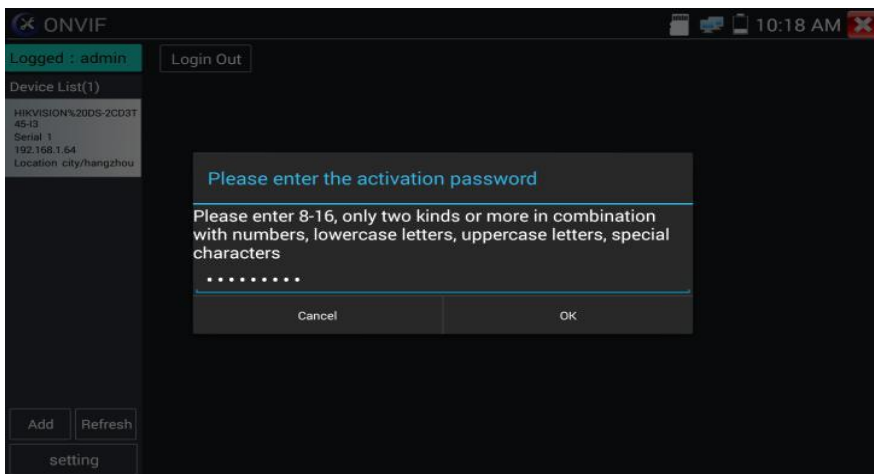 ONVIF
10:18 AM
Logged : admin
Login Out
Device List(1)
HIKVISION%20DS-2CD3T
45-I3
Serial 1
192.168.1.64
Location city/hangzhou
Please enter the activation password
Please enter 8-16, only two kinds or more in combination
with numbers, lowercase letters, uppercase letters, special
characters
•••••••••
Cancel
OK
Add
Refresh
setting